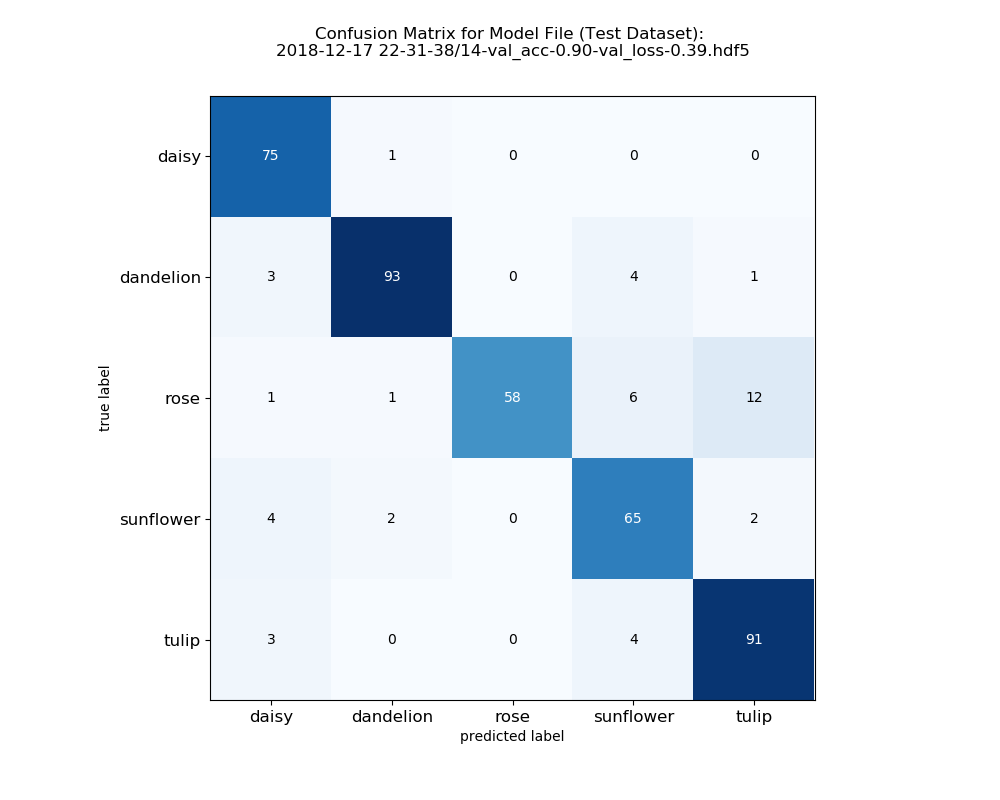 Confusion Matrix for Model File (Test Dataset):
2018-12-17 22-31-38/14-val_acc-0.90-val_loss-0.39.hdf5
daisy 75 1 0 0 0
dandelion 3 93 0 4 1
true label
rose 1 1 58 6 12
sunflower 4 2 0 65 2
tulip 3 0 0 4 91
daisy dandelion rose sunflower tulip
predicted label